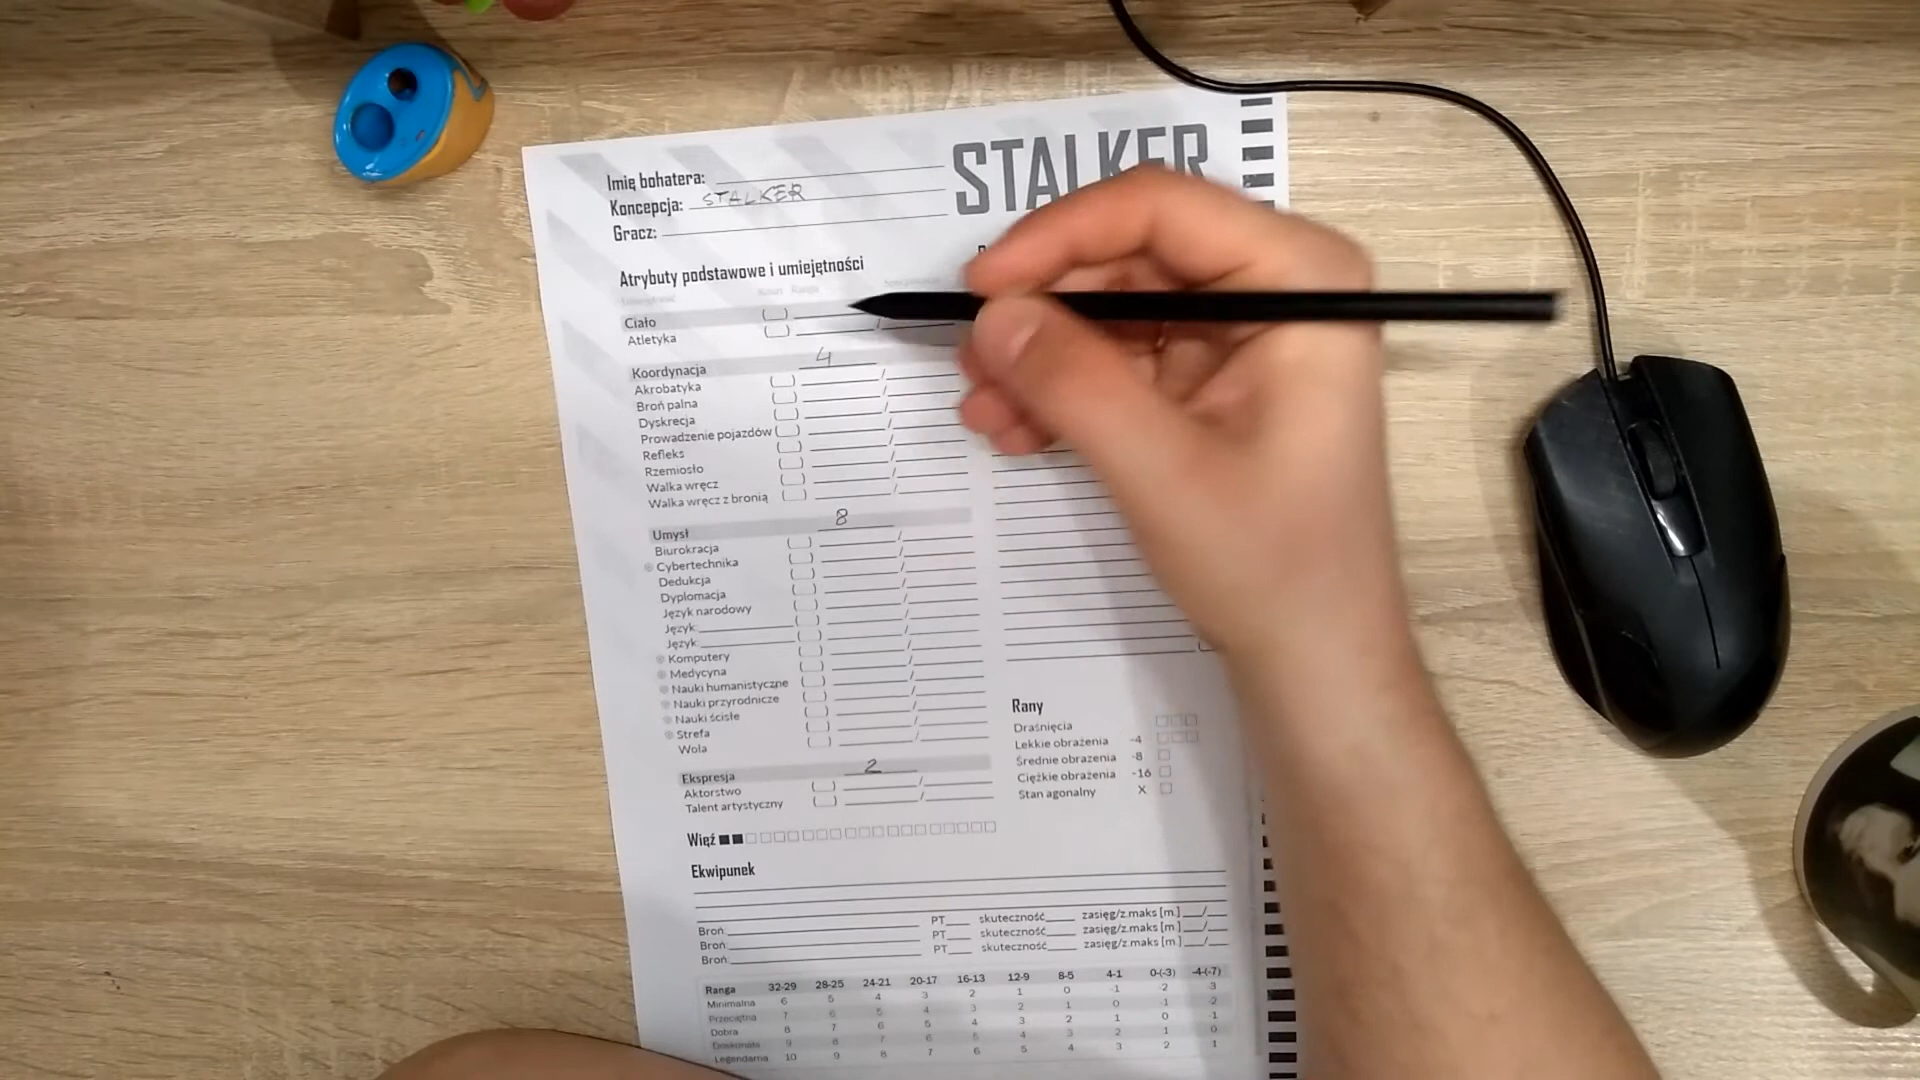 STALKER
Imię bohatera:
Koncepcja: STALKER
Gracz:
Atrybuty podstawowe i umiejętności
Ranga
Ciało
Atletyka
Koordynacja 4
Akrobatyka
Broń palna
Dyskrecja
Prowadzenie pojazdów
Refleks
Rzemiosło
Walka wręcz
Walka wręcz z bronią
Umysł 8
Biurokracja
Cybertechnika
Dedukcja
Dyplomacja
Język narodowy
Język:
Język:
Komputery
Medycyna
Nauki humanistyczne
Nauki przyrodnicze
Nauki ścisłe
Strefa
Wola
Ekspresja 2
Aktorstwo
Talent artystyczny
Więź
Rany
Draśnięcia
Lekkie obrażenia -4
Średnie obrażenia -8
Ciężkie obrażenia -16
Stan agonalny X
Ekwipunek
Broń: PT skuteczność zasięg/z.maks [m.] /
Broń: PT skuteczność zasięg/z.maks [m.] /
Broń: PT skuteczność zasięg/z.maks [m.] /
Ranga 32-29 28-25 24-21 20-17 16-13 12-9 8-5 4-1 0-(-3) -4-(-7)
Minimalna 6 5 4 3 2 1 0 -1 -2 -3
Przeciętna 7 6 5 4 3 2 1 0 -1 -2
Dobra 8 7 6 5 4 3 2 1 0 -1
Doskonała 9 8 7 6 5 4 3 2 1 0
Legendarna 10 9 8 7 6 5 4 3 2 1